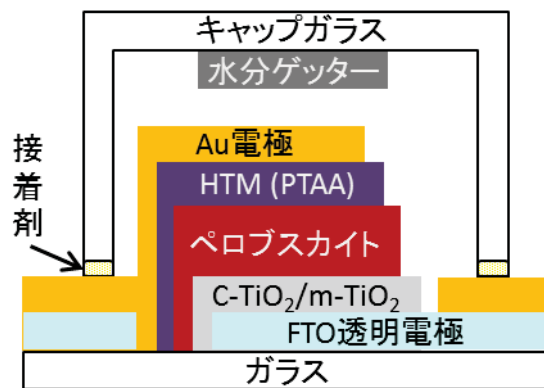 キャップガラス
水分ゲッター
接着剤
Au電極
HTM (PTAA)
ペロブスカイト
C-TiO₂/m-TiO₂
FTO透明電極
ガラス